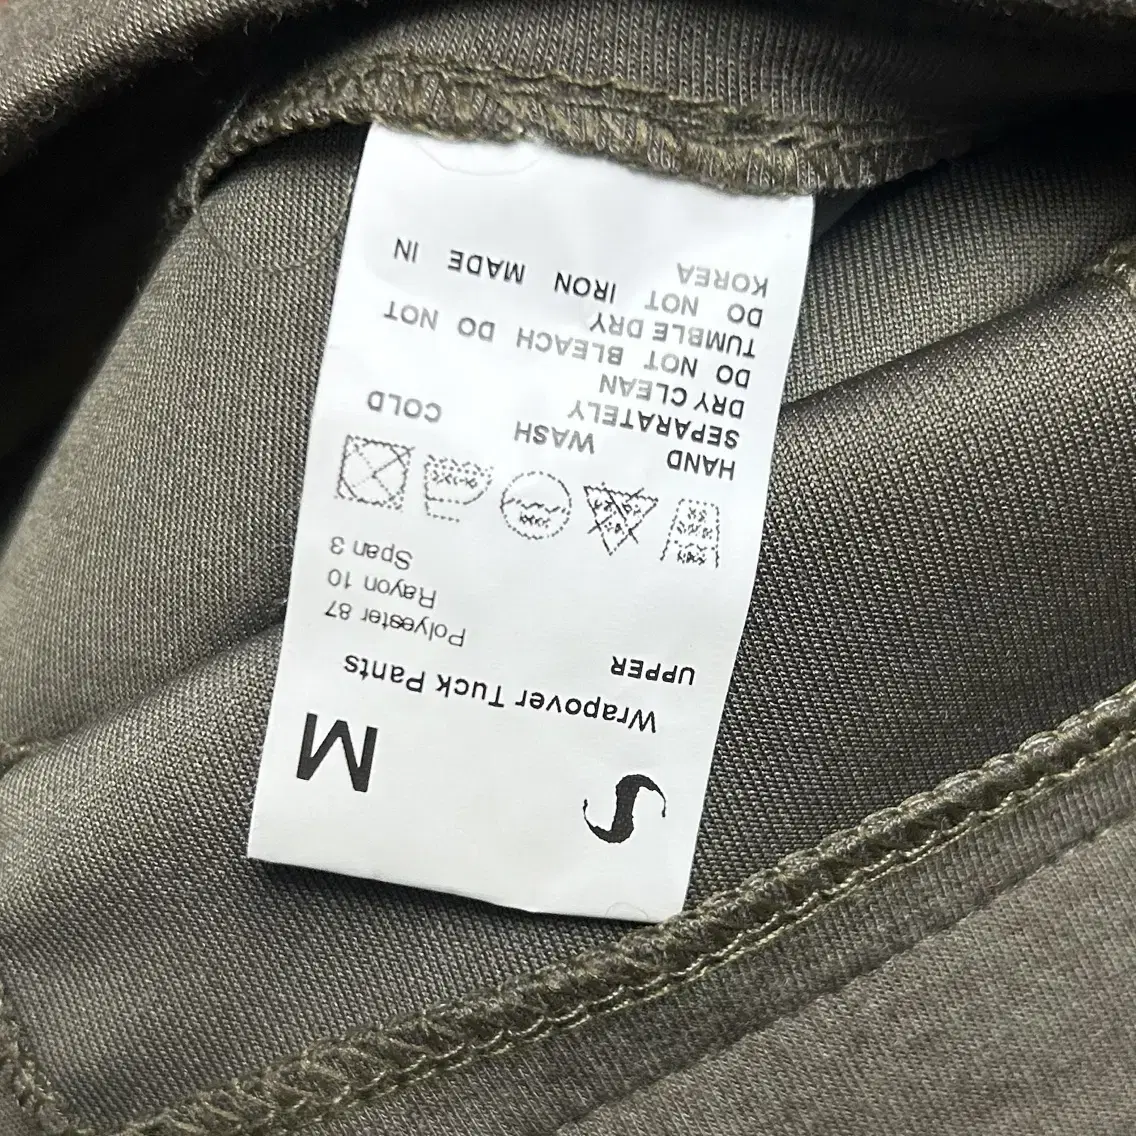 S M
Wrapover Tuck Pants
UPPER
Polyester 87
Rayon 10
Span 3
HAND WASH COLD
SEPARATELY
DRY CLEAN
DO NOT BLEACH DO NOT
TUMBLE DRY
DO NOT IRON MADE IN
KOREA